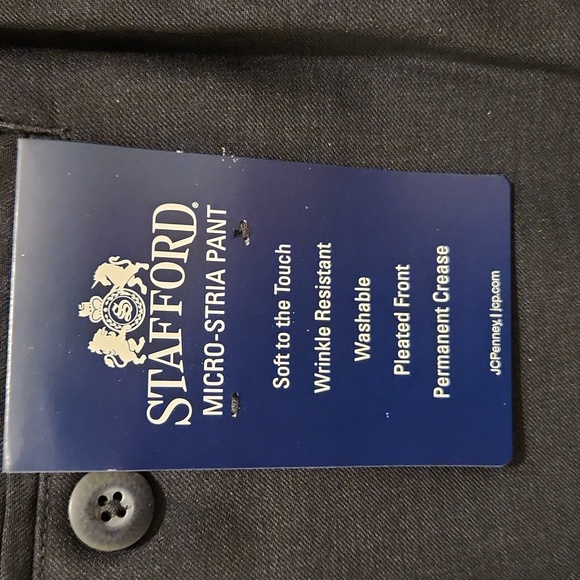 STAFFORD®
MICRO-STRIA PANT
Soft to the Touch
Wrinkle Resistant
Washable
Pleated Front
Permanent Crease
JCPenney. | jcp.com